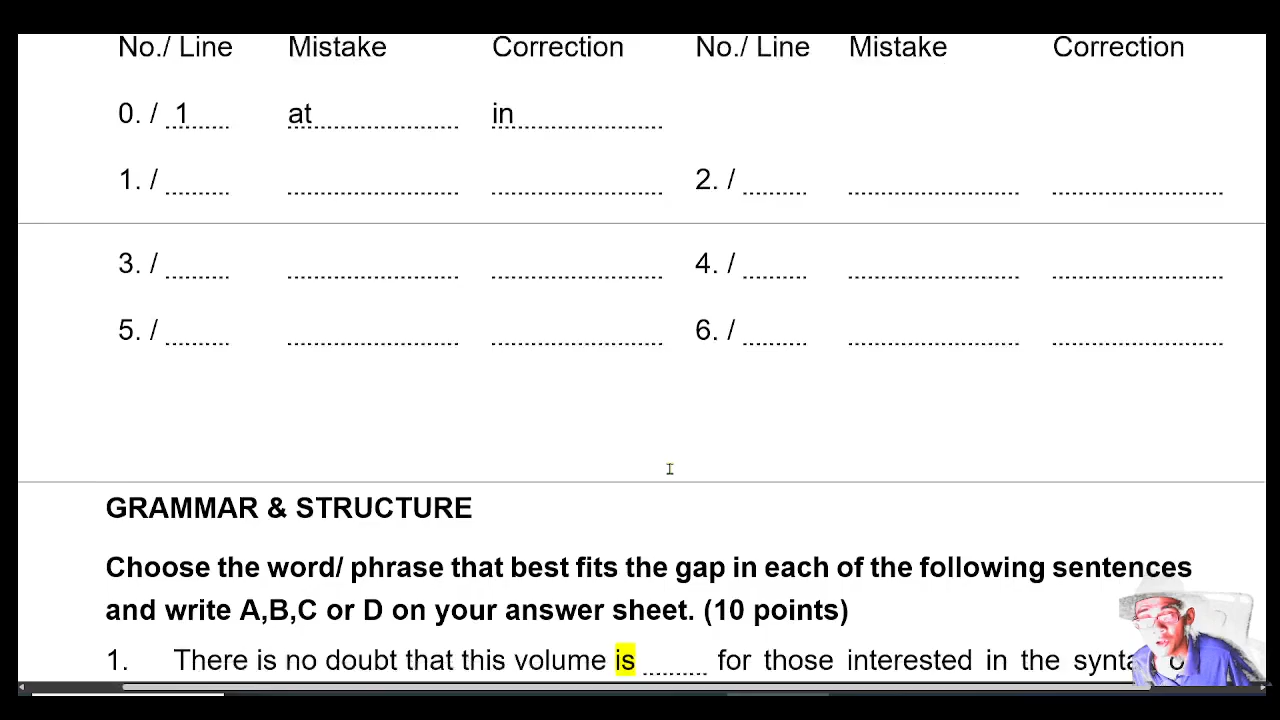 No./ Line Mistake Correction No./ Line Mistake Correction
0. / 1 at in
1. / ........ ........ ........ 2. / ........ ........ ........
3. / ........ ........ ........ 4. / ........ ........ ........
5. / ........ ........ ........ 6. / ........ ........ ........
GRAMMAR & STRUCTURE
Choose the word/ phrase that best fits the gap in each of the following sentences
and write A,B,C or D on your answer sheet. (10 points)
1. There is no doubt that this volume is ........ for those interested in the